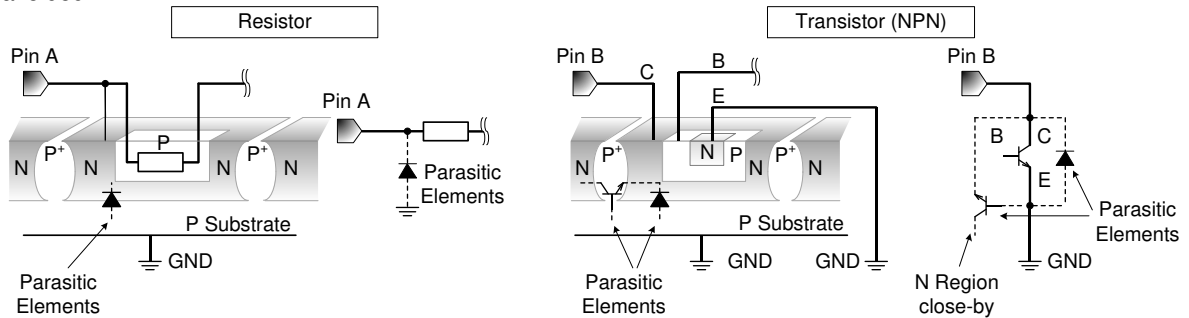 Resistor
Transistor (NPN)
Pin A
Pin A
P
N
P+
N
P+
N
N
Parasitic
Elements
P Substrate
GND
Parasitic
Elements
Pin B
C
B
E
N
P+
N
N
P
P+
N
N
P Substrate
GND
GND
Parasitic
Elements
Pin B
B
C
E
Parasitic
Elements
GND
N Region
close-by